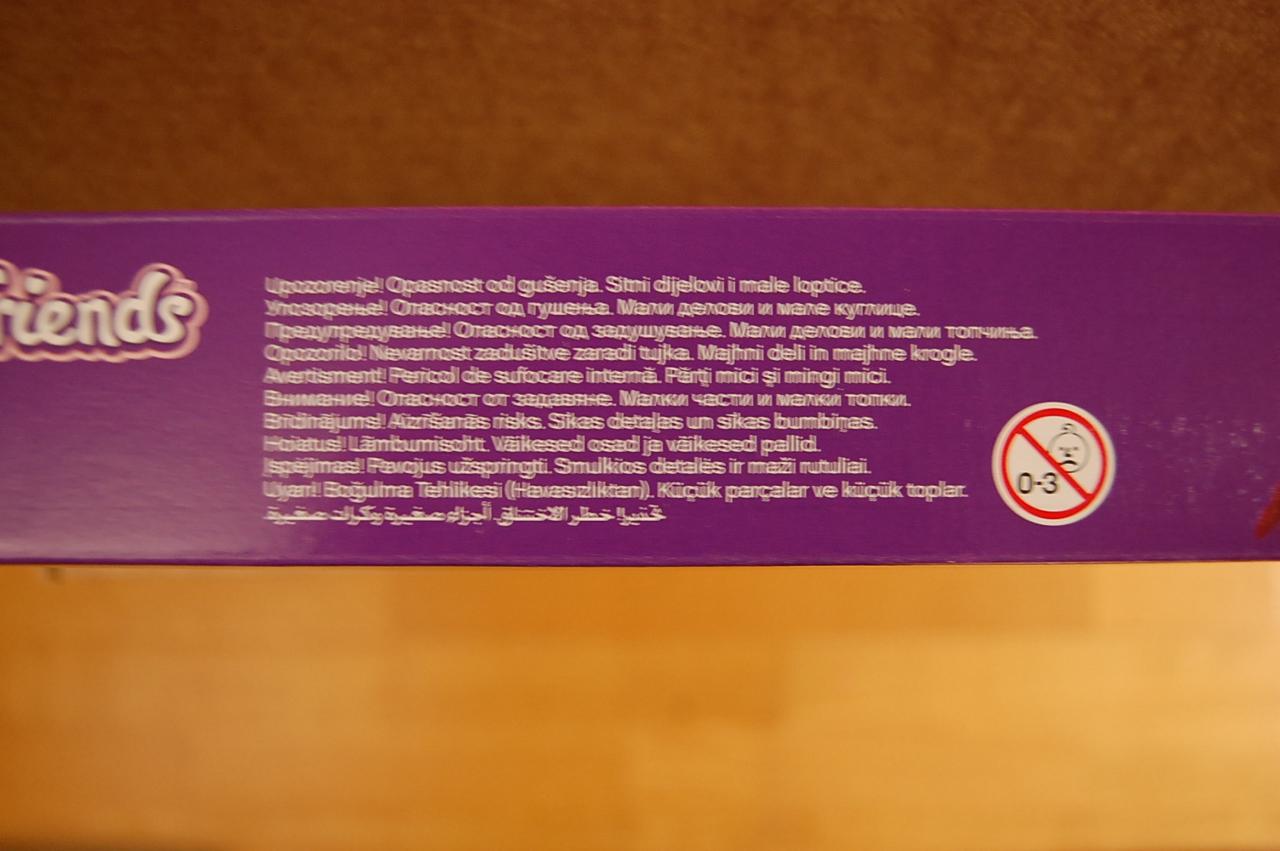 friends
Upozorenje! Opasnost od gušenja. Sitni dijelovi i male loptice.
Упозорење! Опасност од гушења. Мали делови и мале куглице.
Предупредување! Опасност од задушување. Мали делови и мали топчиња.
Opozorilo! Nevarnost zadušitve zaradi tujka. Majhni deli in majhne krogle.
Avertisment! Pericol de sufocare internă. Părţi mici şi mingi mici.
Внимание! Опасност от задавяне. Малки части и малки топки.
Brīdinājums! Aizrīšanās risks. Sīkas detaļas un sīkas bumbiņas.
Hoiatus! Lämbumisoht. Väikesed osad ja väikesed pallid.
Įspėjimas! Pavojus užspringti. Smulkios detalės ir maži rutuliai.
Uyarı! Boğulma Tehlikesi (Havasızlıktan). Küçük parçalar ve küçük toplar.
تحذير! خطر الاختناق. أجزاء صغيرة وكرات صغيرة.
0-3